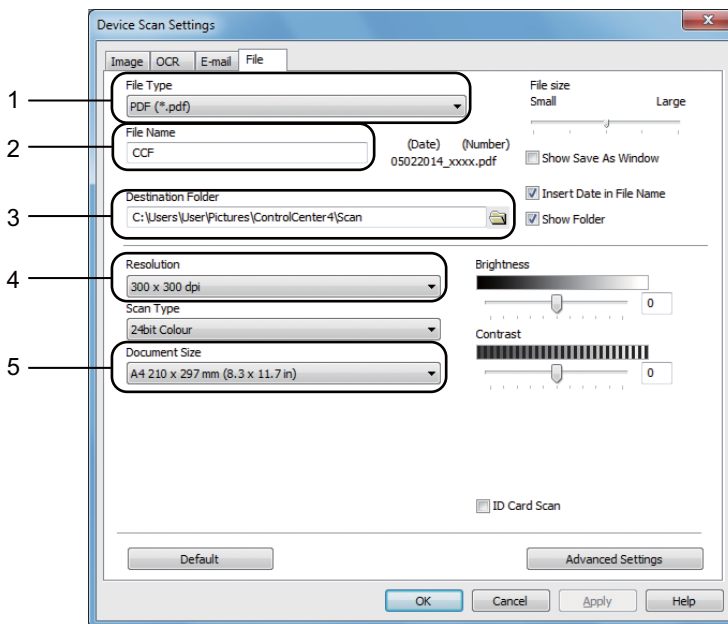 Device Scan Settings
x
Image OCR E-mail File
1
File Type
PDF (*.pdf)
File size
Small Large
2
File Name
CCF
(Date) (Number)
05022014_xxxx.pdf
Show Save As Window
Insert Date in File Name
3
Destination Folder
C:\Users\User\Pictures\ControlCenter4\Scan
Show Folder
4
Resolution
300 x 300 dpi
Brightness
0
Scan Type
24bit Colour
Contrast
5
Document Size
A4 210 x 297 mm (8.3 x 11.7 in)
0
ID Card Scan
Default Advanced Settings
OK Cancel Apply Help